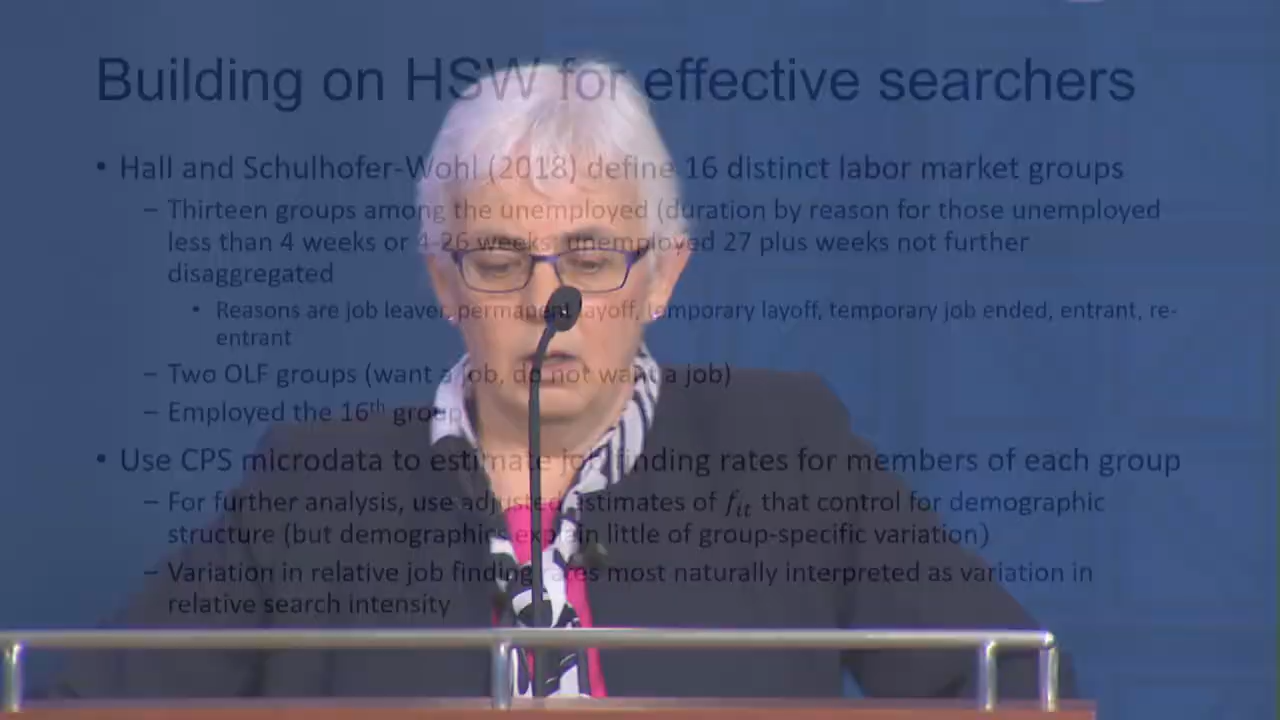 Building on HSW for effective searchers
• Hall and Schulhofer-Wohl (2018) define 16 distinct labor market groups
– Thirteen groups among the unemployed (duration by reason for those unemployed
less than 4 weeks or 4-26 weeks, unemployed 27 plus weeks not further
disaggregated
• Reasons are job leaver, permanent layoff, temporary layoff, temporary job ended, entrant, re-
entrant
– Two OLF groups (want a job, do not want a job)
– Employed the 16th group
• Use CPS microdata to estimate job finding rates for members of each group
– For further analysis, use adjusted estimates of f_it that control for demographic
structure (but demographics explain little of group-specific variation)
– Variation in relative job finding rates most naturally interpreted as variation in
relative search intensity